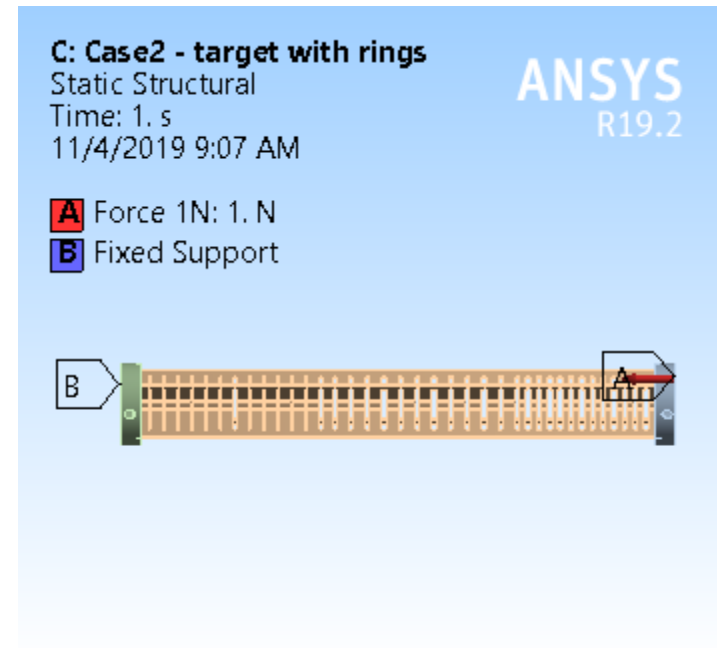 C: Case2 - target with rings
Static Structural
Time: 1. s
11/4/2019 9:07 AM
ANSYS
R19.2
A Force 1N: 1. N
B Fixed Support
B
A